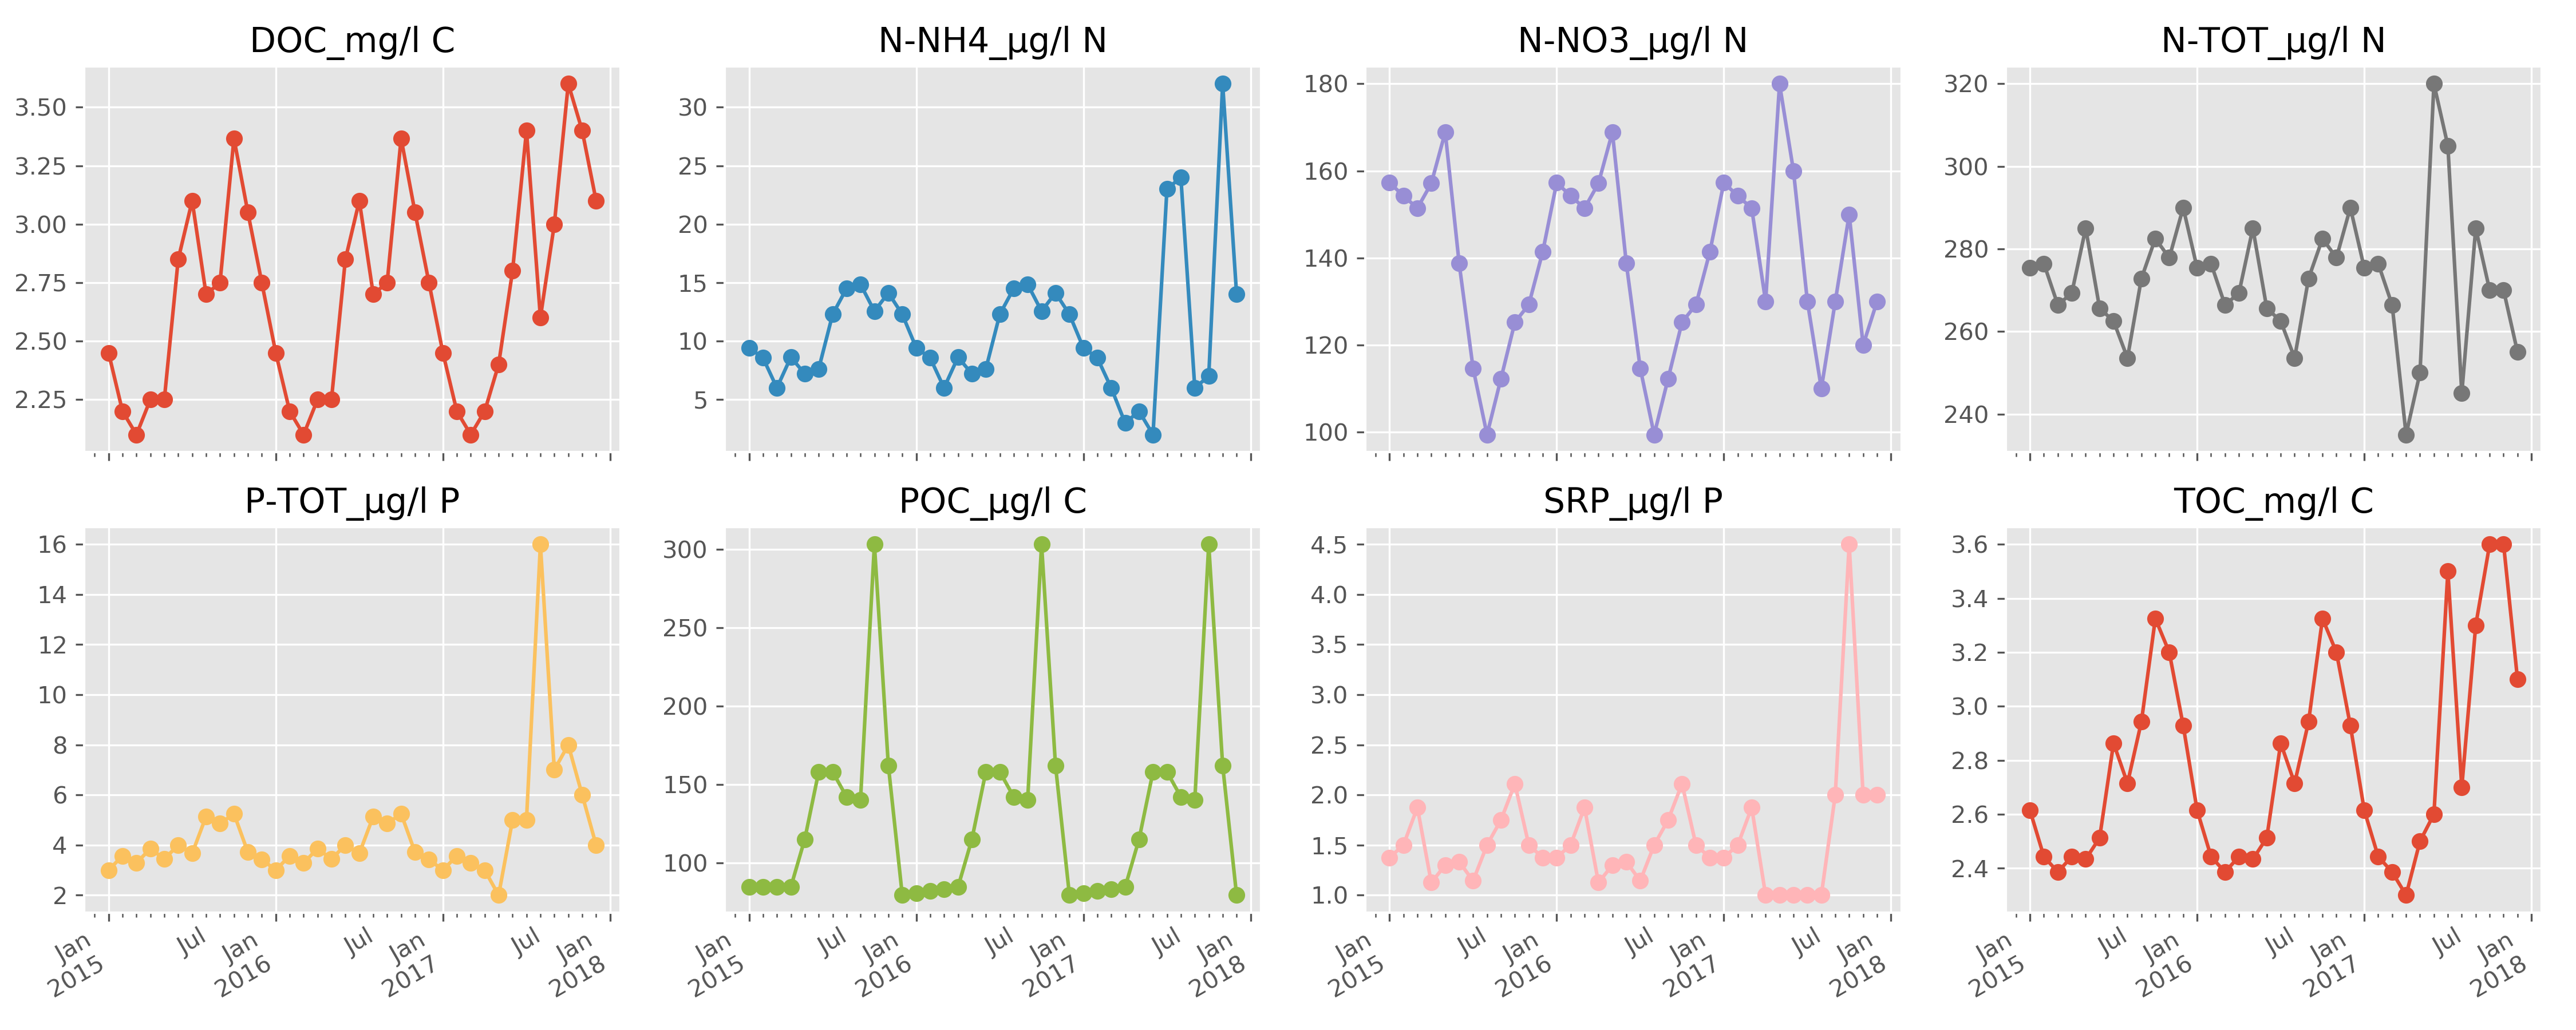 DOC_mg/l C
N-NH4_µg/l N
N-NO3_µg/l N
N-TOT_µg/l N
3.50
3.25
3.00
2.75
2.50
2.25
30
25
20
15
10
5
180
160
140
120
100
320
300
280
260
240
P-TOT_µg/l P
POC_µg/l C
SRP_µg/l P
TOC_mg/l C
16
14
12
10
8
6
4
2
300
250
200
150
100
4.5
4.0
3.5
3.0
2.5
2.0
1.5
1.0
3.6
3.4
3.2
3.0
2.8
2.6
2.4
Jan
2015
Jul
Jan
2016
Jul
Jan
2017
Jul
Jan
2018
Jan
2015
Jul
Jan
2016
Jul
Jan
2017
Jul
Jan
2018
Jan
2015
Jul
Jan
2016
Jul
Jan
2017
Jul
Jan
2018
Jan
2015
Jul
Jan
2016
Jul
Jan
2017
Jul
Jan
2018